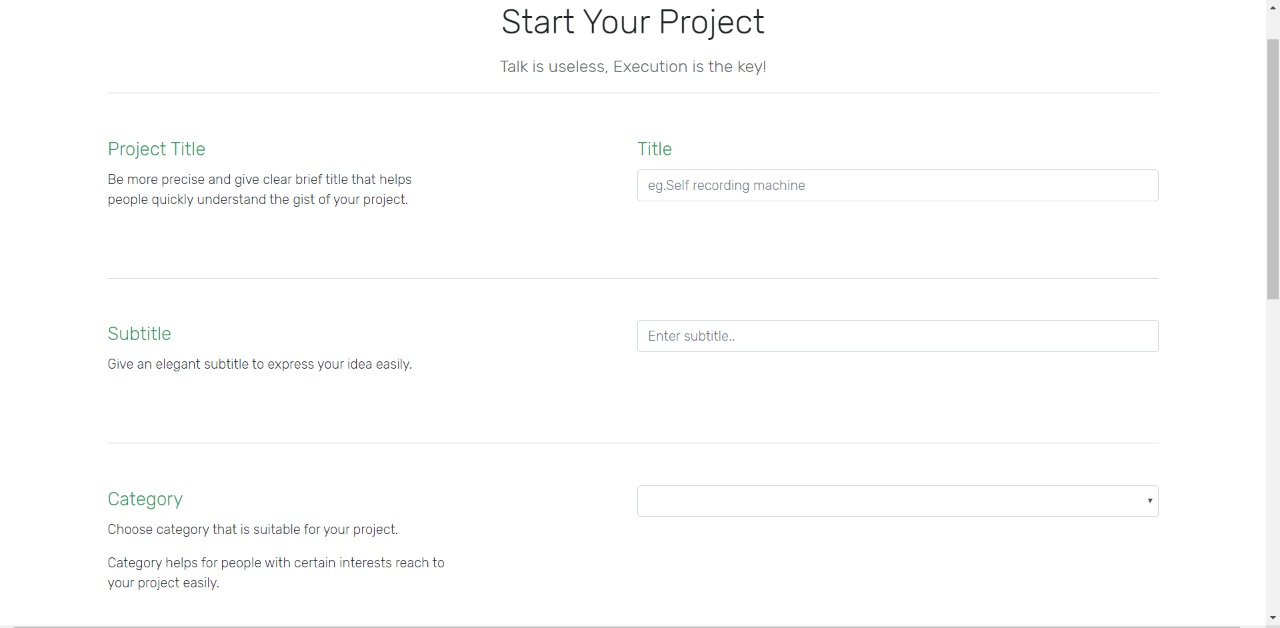 Start Your Project
Talk is useless, Execution is the key!
Project Title
Be more precise and give clear brief title that helps
people quickly understand the gist of your project.
Title
eg.Self recording machine
Subtitle
Give an elegant subtitle to express your idea easily.
Enter subtitle..
Category
Choose category that is suitable for your project.
Category helps for people with certain interests reach to
your project easily.